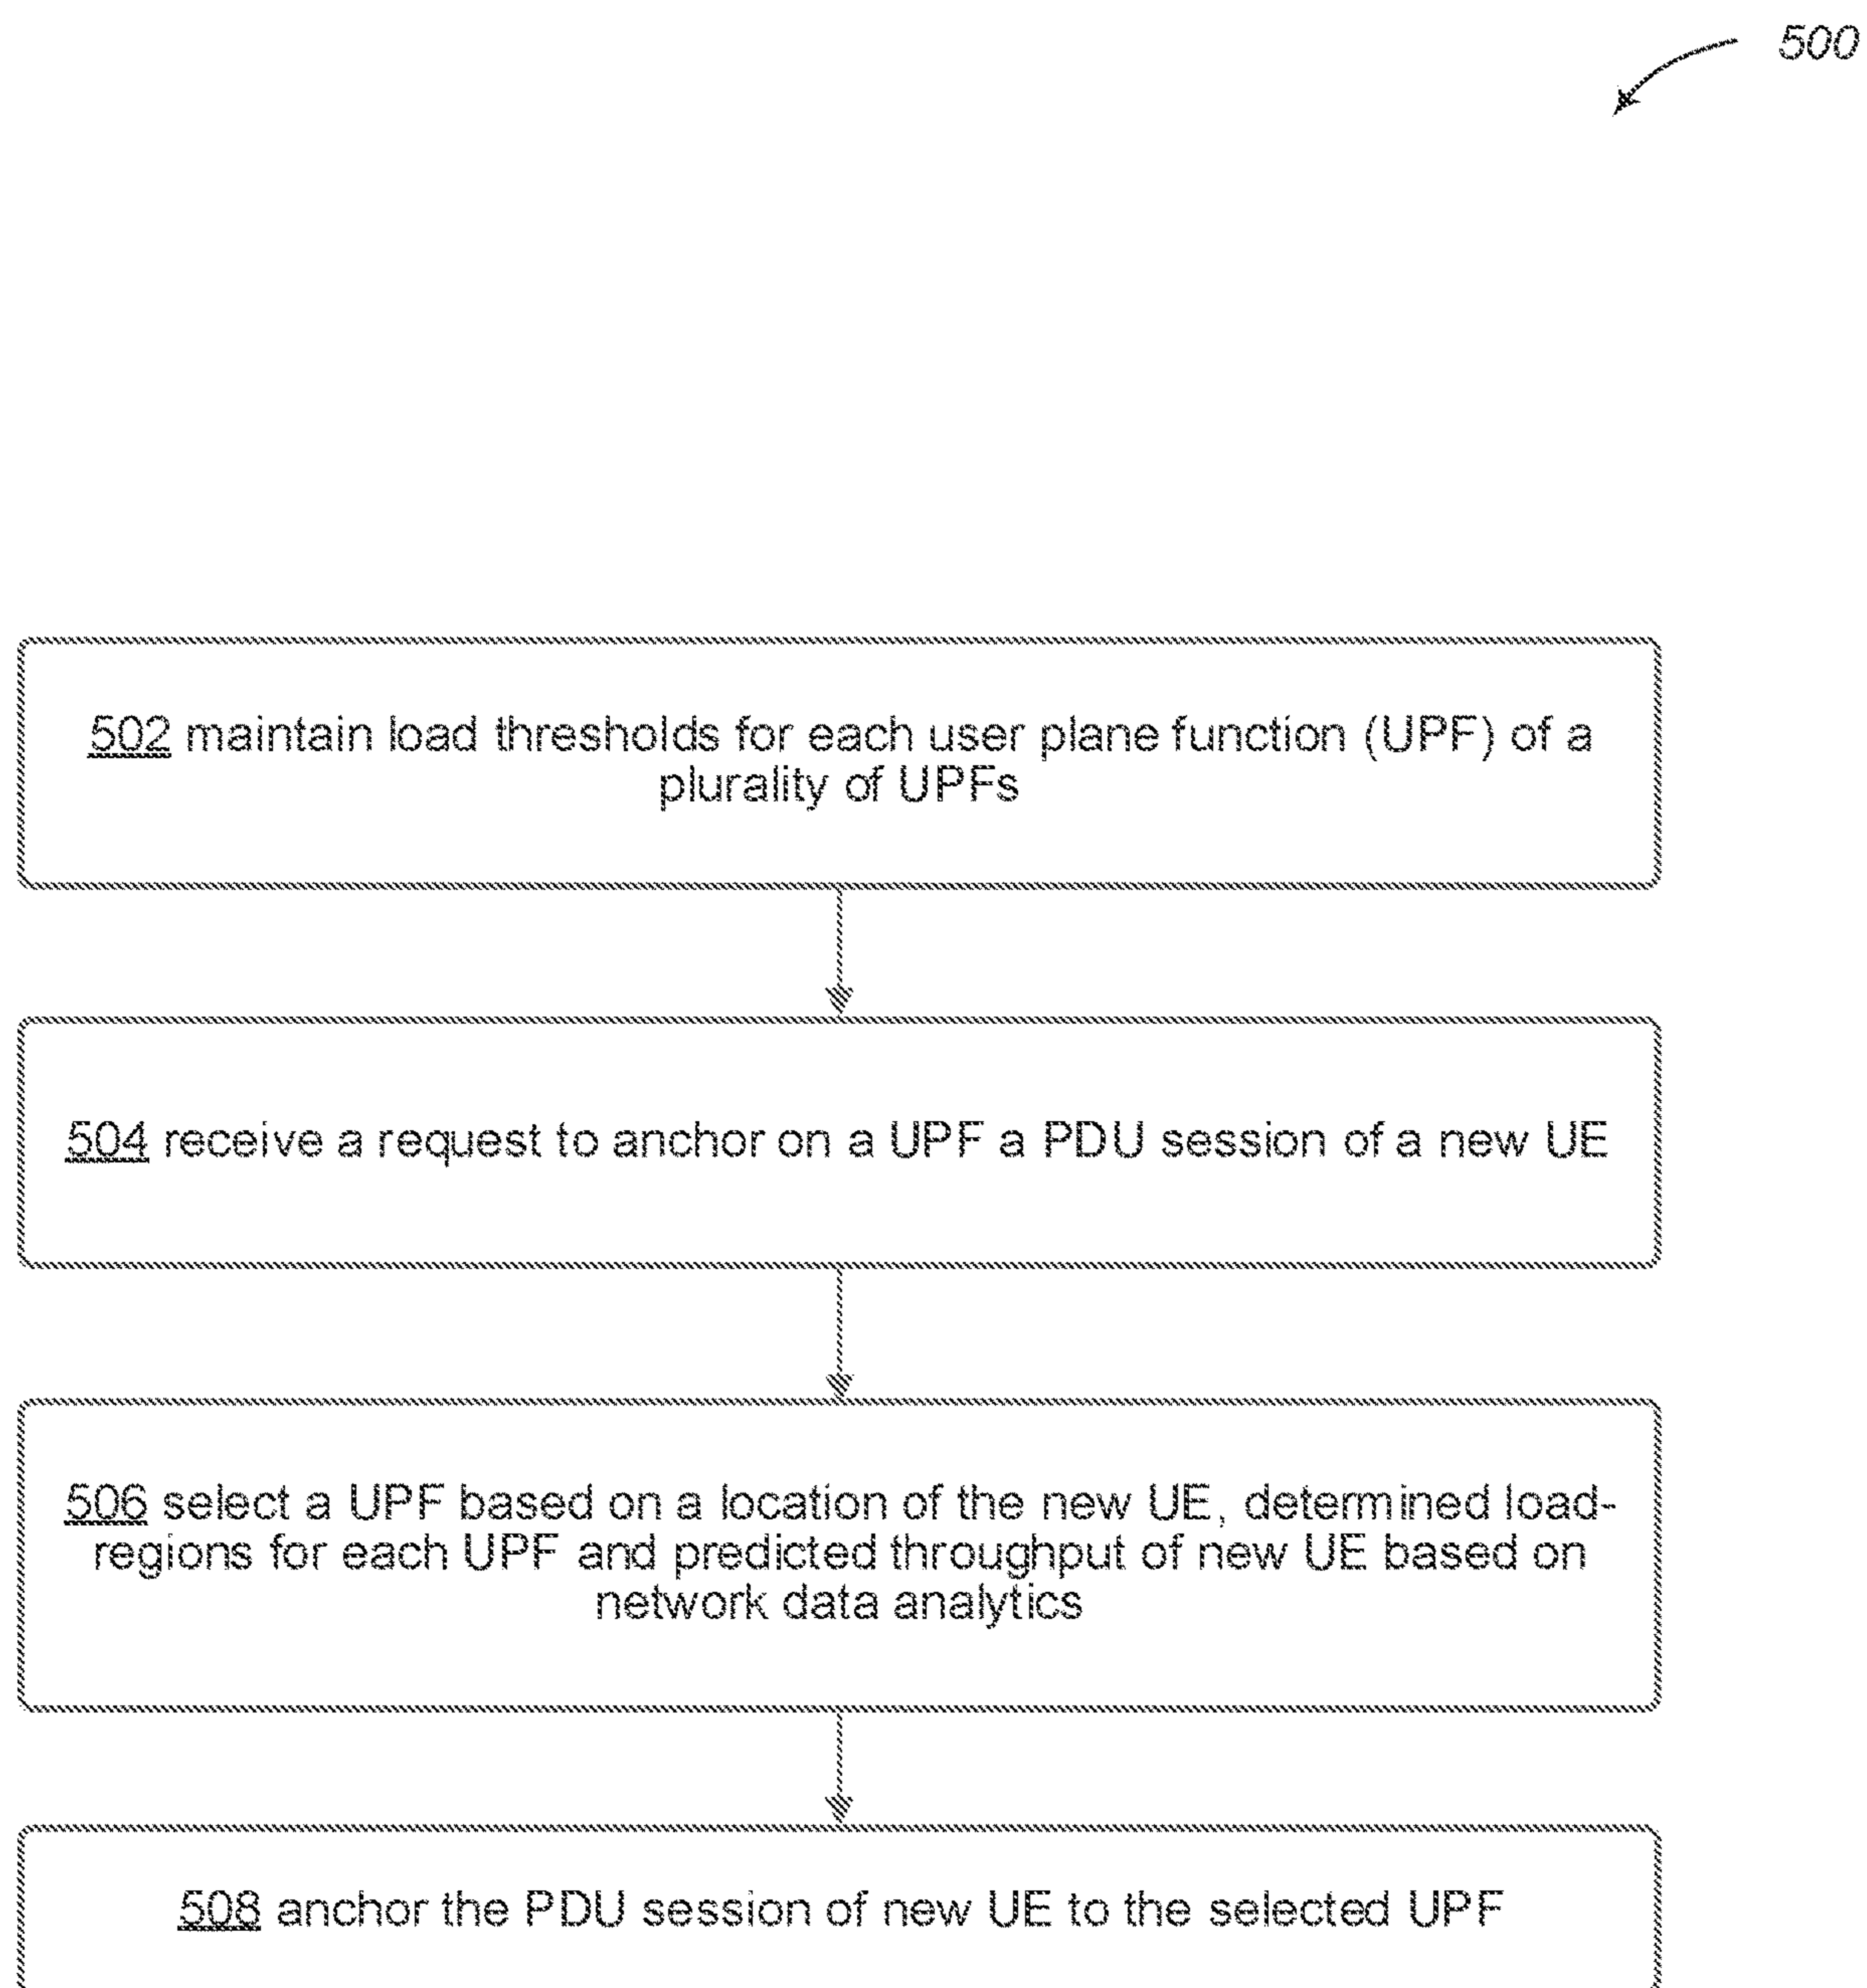 500
502 maintain load thresholds for each user plane function (UPF) of a
plurality of UPFs
504 receive a request to anchor on a UPF a PDU session of a new UE
506 select a UPF based on a location of the new UE, determined load-
regions for each UPF and predicted throughput of new UE based on
network data analytics
508 anchor the PDU session of new UE to the selected UPF